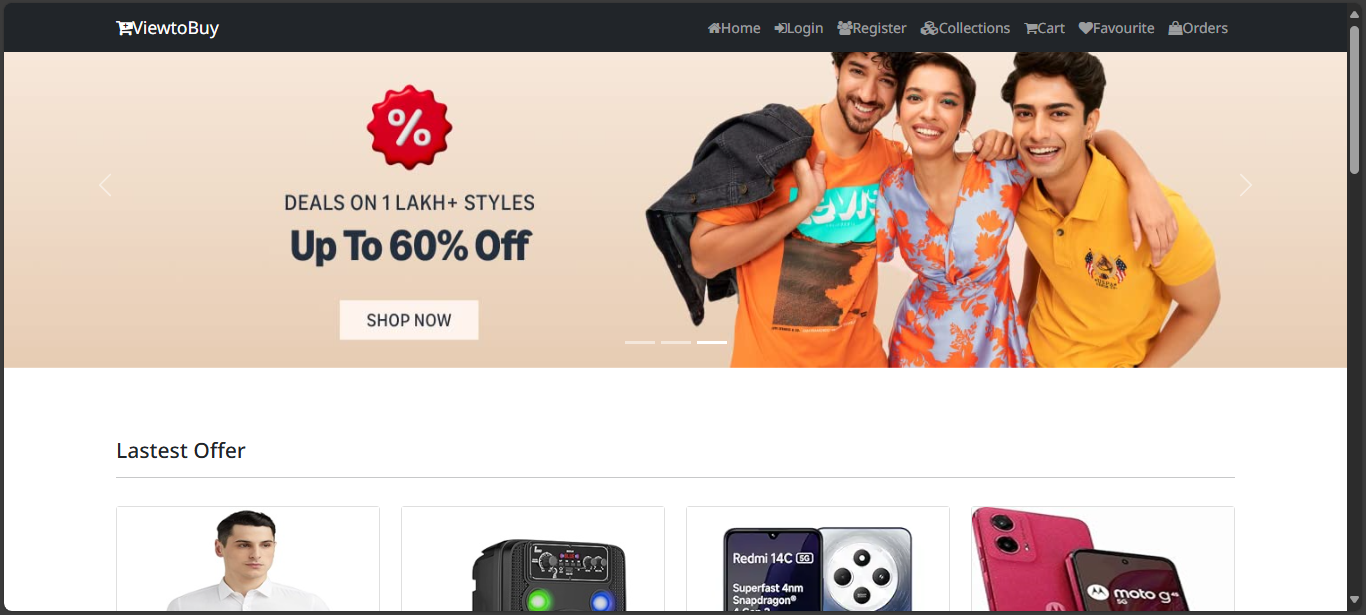 ViewtoBuy
Home Login Register Collections Cart Favourite Orders
%
DEALS ON 1 LAKH+ STYLES
Up To 60% Off
SHOP NOW
Levi's
Lastest Offer
Redmi 14C 5G
Superfast 4nm
Snapdragon®
moto g
5G